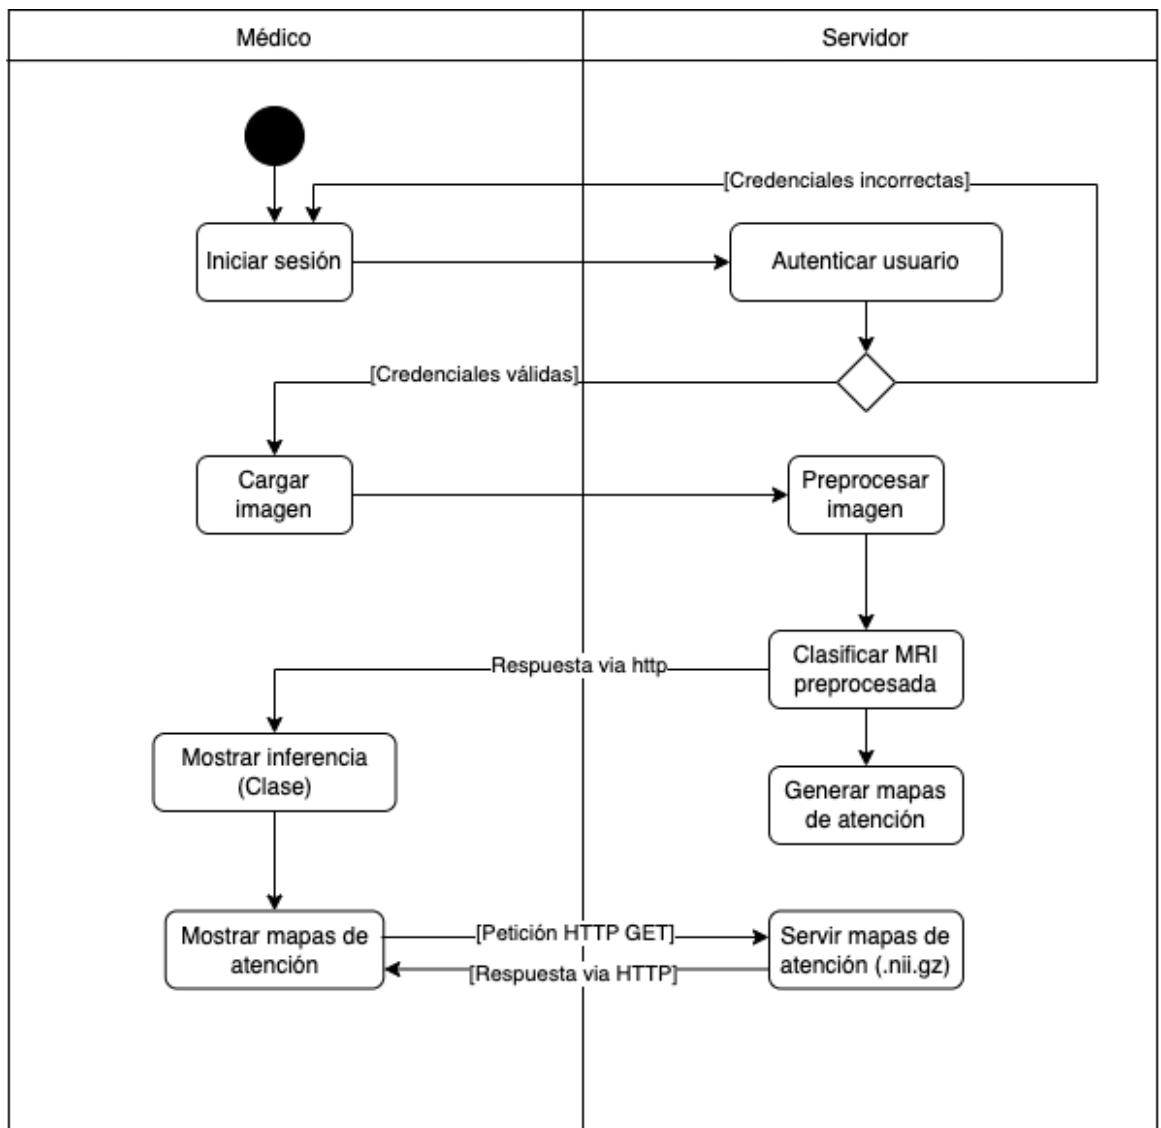 Médico
Servidor
[Credenciales incorrectas]
Iniciar sesión
Autenticar usuario
[Credenciales válidas]
Cargar
imagen
Preprocesar
imagen
Clasificar MRI
preprocesada
Respuesta via http
Mostrar inferencia
(Clase)
Generar mapas
de atención
Mostrar mapas de
atención
[Petición HTTP GET]
[Respuesta via HTTP]
Servir mapas de
atención (.nii.gz)